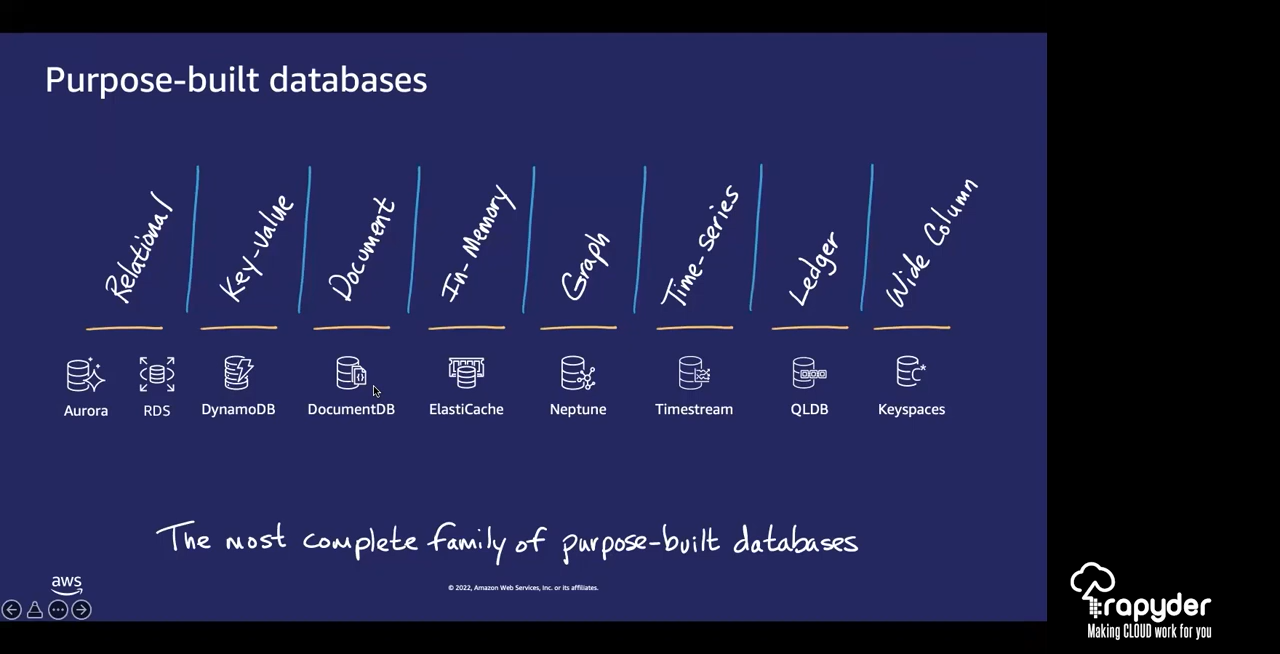 Purpose-built databases
Relational
Key-value
Document
In-Memory
Graph
Time-series
Ledger
Wide Column
Aurora
RDS
DynamoDB
DocumentDB
ElastiCache
Neptune
Timestream
QLDB
Keyspaces
The most complete family of purpose-built databases
aws
© 2022, Amazon Web Services, Inc. or its affiliates.
rapyder
Making CLOUD work for you